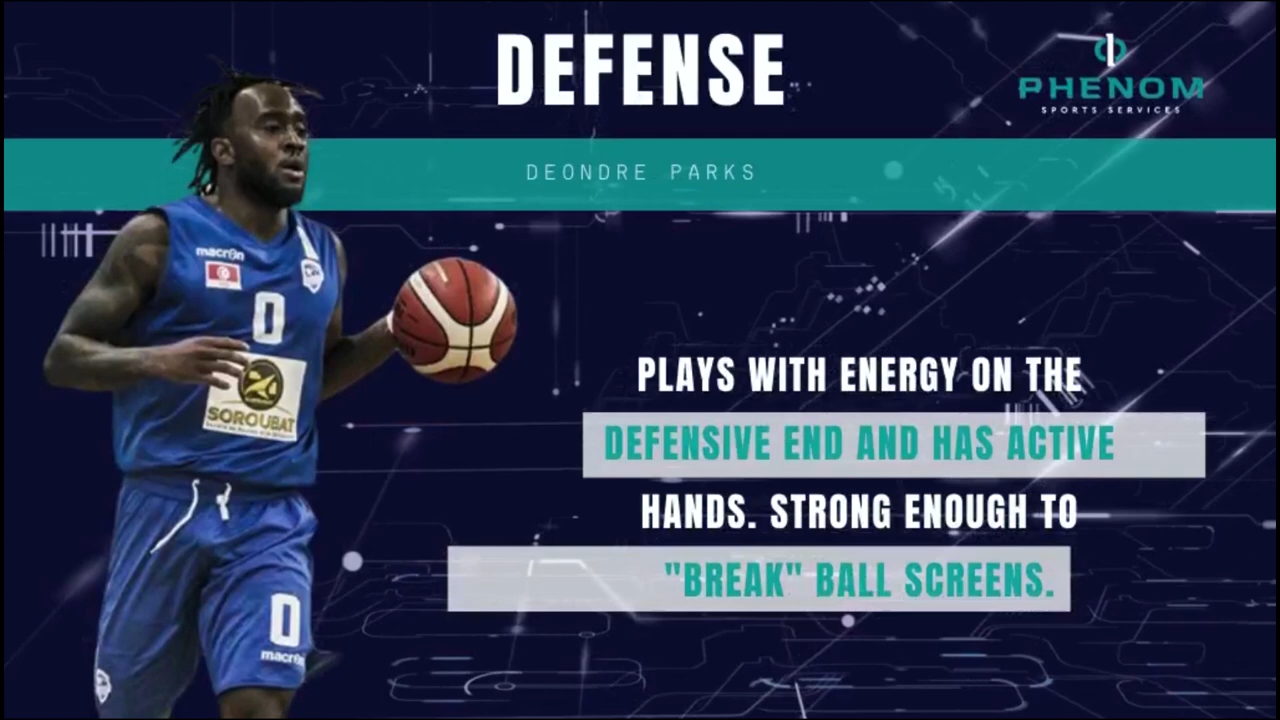 DEFENSE
PHENOM
SPORTS SERVICES
DEONDRE PARKS
macron
0
SOROUBAT
PLAYS WITH ENERGY ON THE
DEFENSIVE END AND HAS ACTIVE
HANDS. STRONG ENOUGH TO
"BREAK" BALL SCREENS.
0
macron